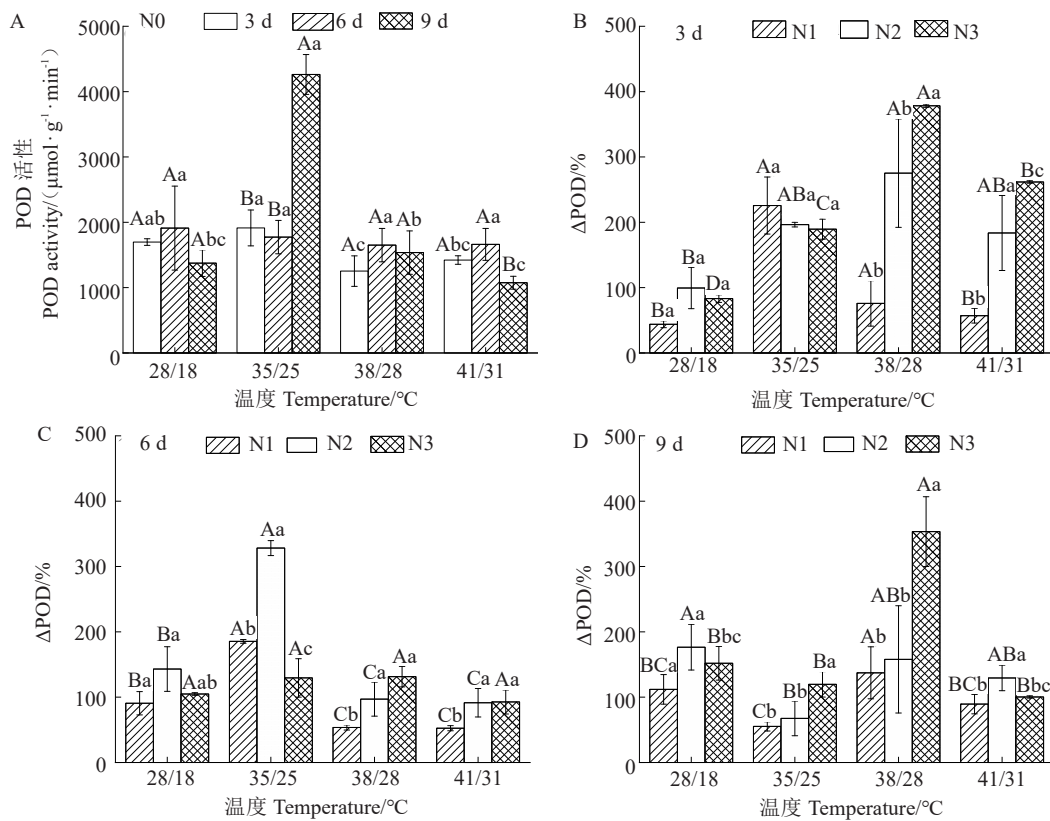 A
N0
3 d
6 d
9 d
POD 活性
POD activity/(μmol·g⁻¹·min⁻¹)
5000
4000
3000
2000
1000
0
Aab
Aa
Abc
Ba
Ba
Aa
Ac
Aa
Ab
Abc
Aa
Bc
28/18
35/25
38/28
41/31
温度 Temperature/°C
B
3 d
N1
N2
N3
ΔPOD/%
500
400
300
200
100
0
Ba
Ba
Da
Aa
ABa
Ca
Ab
Ab
Aa
Bb
ABa
Bc
28/18
35/25
38/28
41/31
温度 Temperature/°C
C
6 d
N1
N2
N3
ΔPOD/%
500
400
300
200
100
0
Ba
Ba
Aab
Ab
Aa
Ac
Cb
Ca
Aa
Cb
Ca
Aa
28/18
35/25
38/28
41/31
温度 Temperature/°C
D
9 d
N1
N2
N3
ΔPOD/%
500
400
300
200
100
0
BCa
Aa
Bbc
Cb
Bb
Ba
Ab
ABb
Aa
BCb
ABa
Bbc
28/18
35/25
38/28
41/31
温度 Temperature/°C